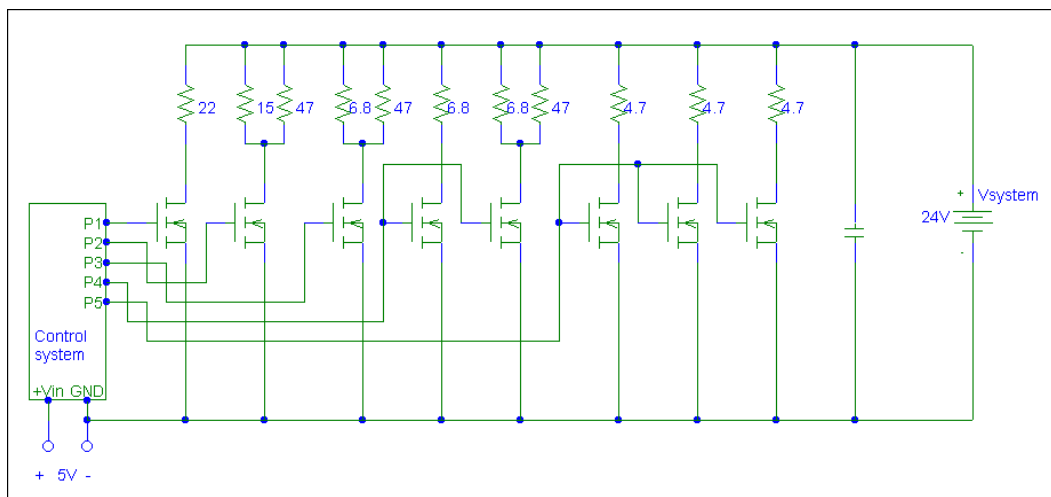 22
15
47
6.8
47
6.8
6.8
47
4.7
4.7
4.7
P1
P2
P3
P4
P5
Control
system
+Vin GND
+ 5V -
+
Vsystem
24V
-